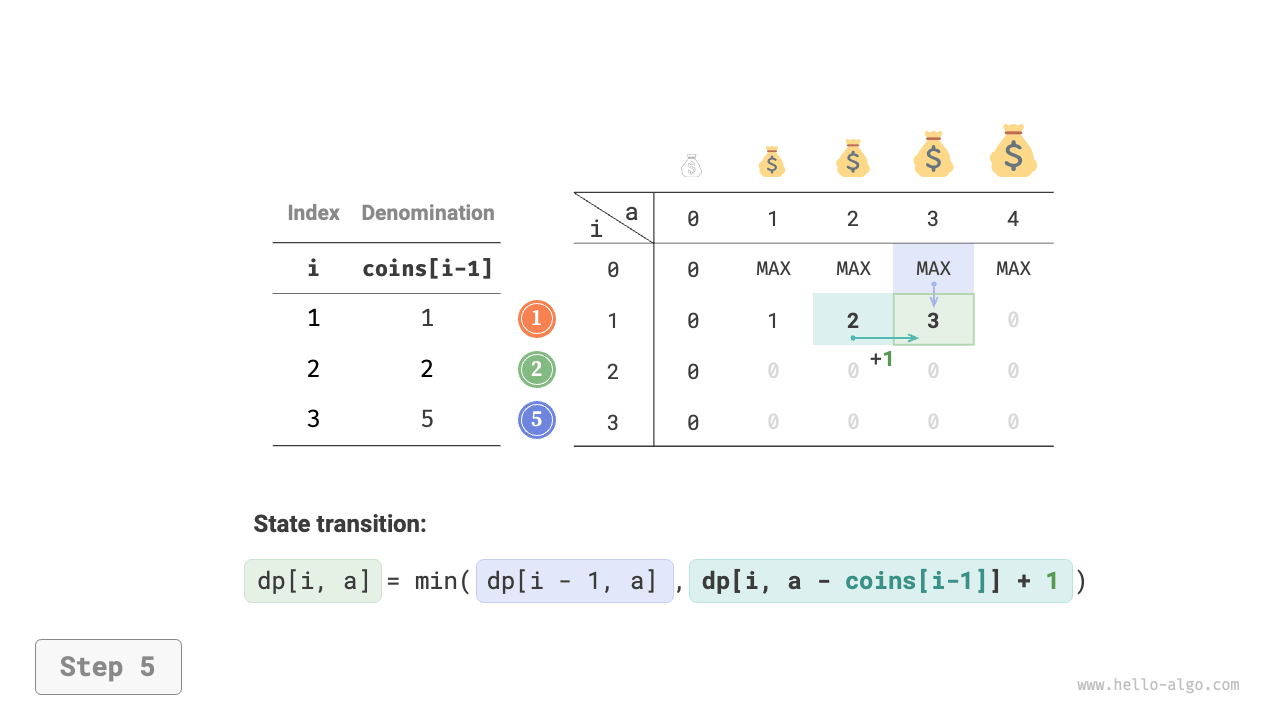 Index Denomination
i coins[i-1]
1 1 1
2 2 2
3 5 5
$ $ $ $ $
i a 0 1 2 3 4
0 0 MAX MAX MAX MAX
1 0 1 2 3 0
+1
2 0 0 0 0 0
3 0 0 0 0 0
State transition:
dp[i, a] = min( dp[i - 1, a] , dp[i, a - coins[i-1]] + 1 )
Step 5
www.hello-algo.com